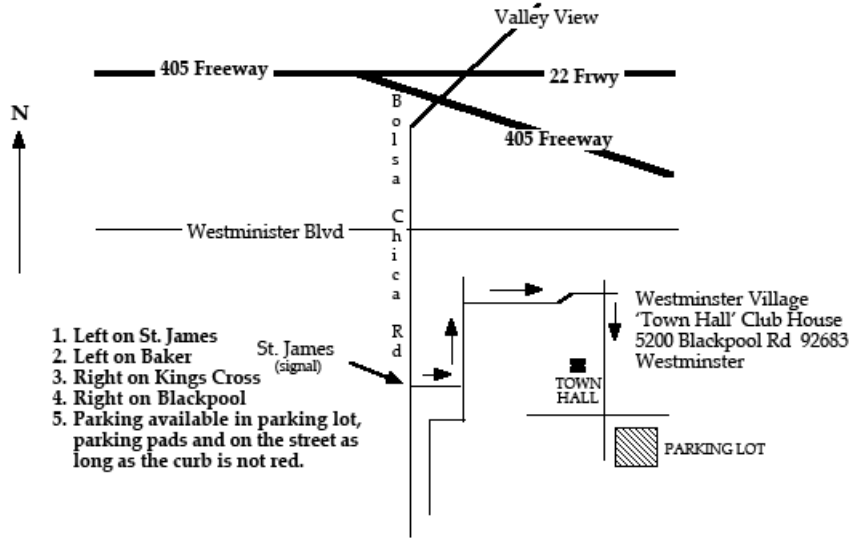 Valley View
405 Freeway
22 Frwy
N
Bolsa Chica Rd
405 Freeway
Westminister Blvd
Westminster Village
'Town Hall' Club House
5200 Blackpool Rd 92683
Westminster
1. Left on St. James
2. Left on Baker
3. Right on Kings Cross
4. Right on Blackpool
5. Parking available in parking lot,
parking pads and on the street as
long as the curb is not red.
St. James
(signal)
TOWN
HALL
PARKING LOT